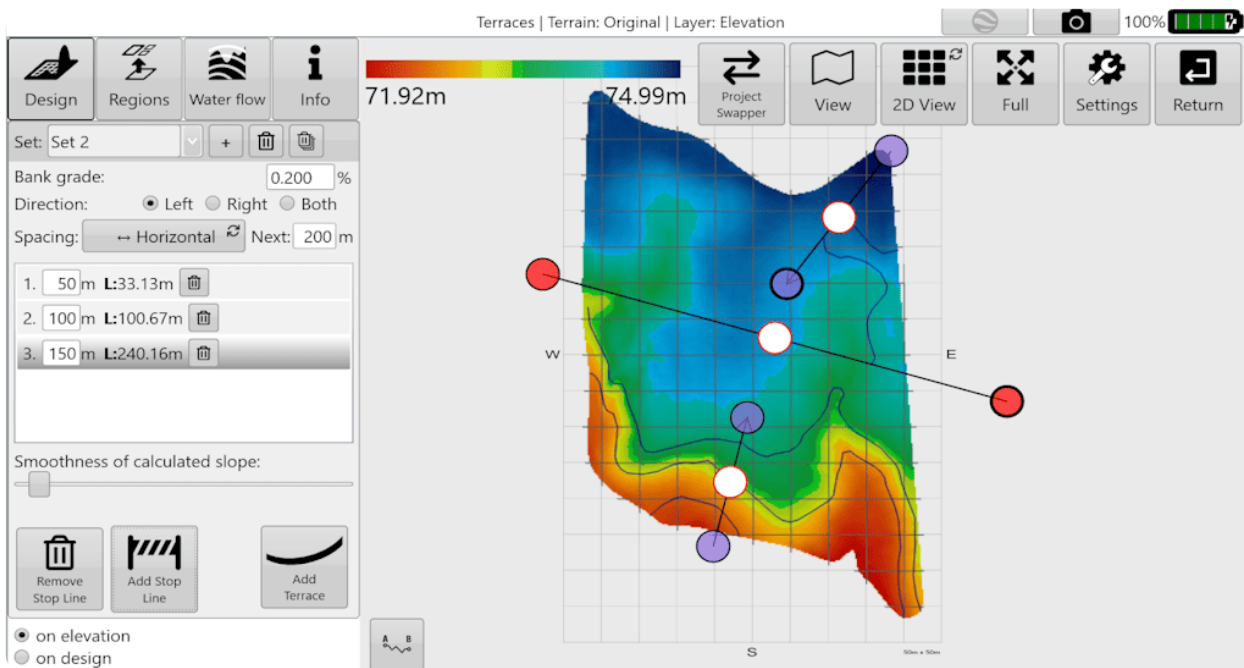 Terraces | Terrain: Original | Layer: Elevation
100%
Design
Regions
Water flow
Info
71.92m
74.99m
Project
Swapper
View
2D View
Full
Settings
Return
Set: Set 2
+
Bank grade: 0.200 %
Direction: Left Right Both
Spacing: ↔ Horizontal Next: 200 m
1. 50 m L:33.13m
2. 100 m L:100.67m
3. 150 m L:240.16m
Smoothness of calculated slope:
Remove
Stop Line
Add Stop
Line
Add
Terrace
on elevation
on design
A B
W
E
S
50m x 50m